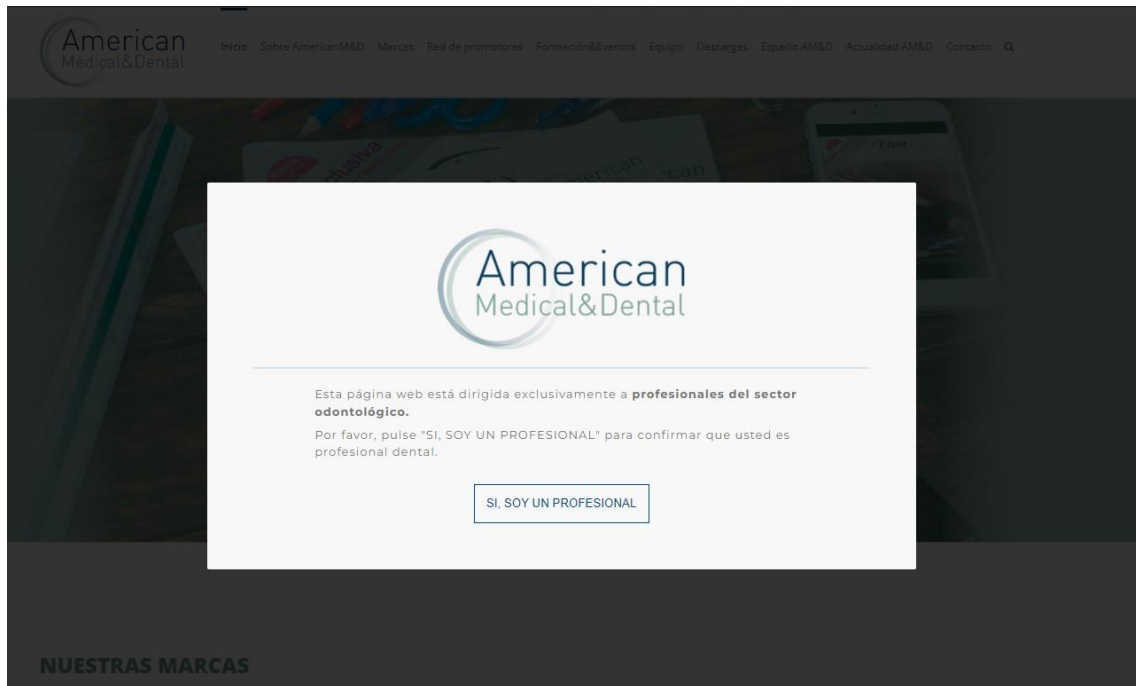 American
Medical&Dental
Inicio Sobre AmericanM&D Marcas Red de promotores Formación&Eventos Equipo Descargas Espacio AM&D Actualidad AM&D Contacto
American
Medical&Dental
Esta página web está dirigida exclusivamente a profesionales del sector
odontológico.
Por favor, pulse "SI, SOY UN PROFESIONAL" para confirmar que usted es
profesional dental.
SI, SOY UN PROFESIONAL
NUESTRAS MARCAS